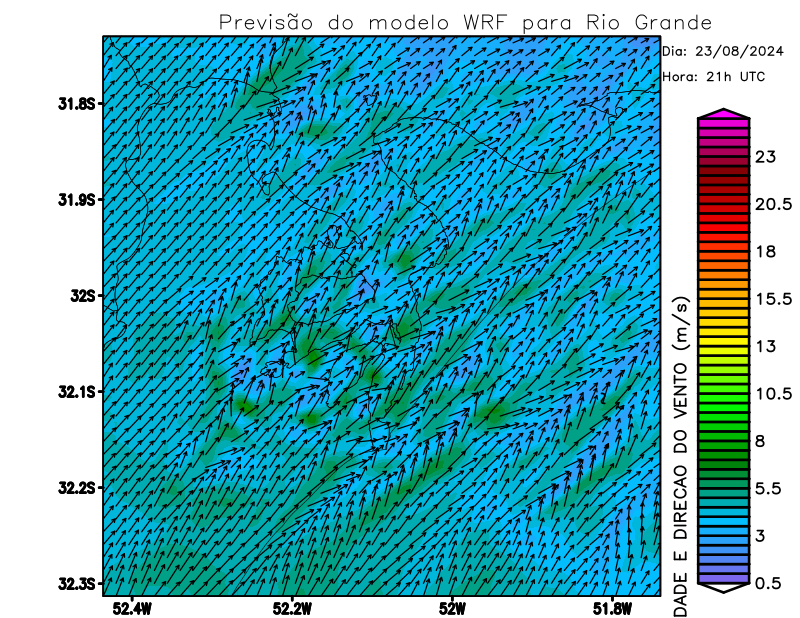 Previsão do modelo WRF para Rio Grande
Dia: 23/08/2024
Hora: 21h UTC
31.8S
31.9S
32S
32.1S
32.2S
32.3S
52.4W
52.2W
52W
51.8W
DADE E DIRECAO DO VENTO (m/s)
23
20.5
18
15.5
13
10.5
8
5.5
3
0.5